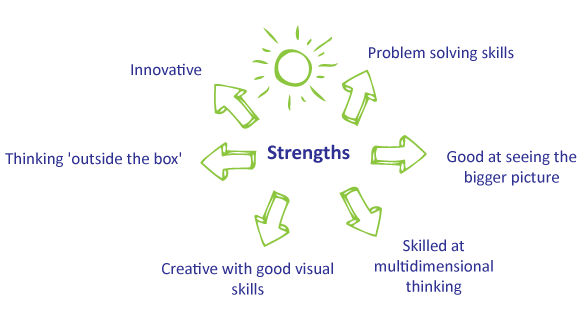 Problem solving skills
Innovative
Strengths
Thinking 'outside the box'
Good at seeing the
bigger picture
Skilled at
multidimensional
thinking
Creative with good visual
skills